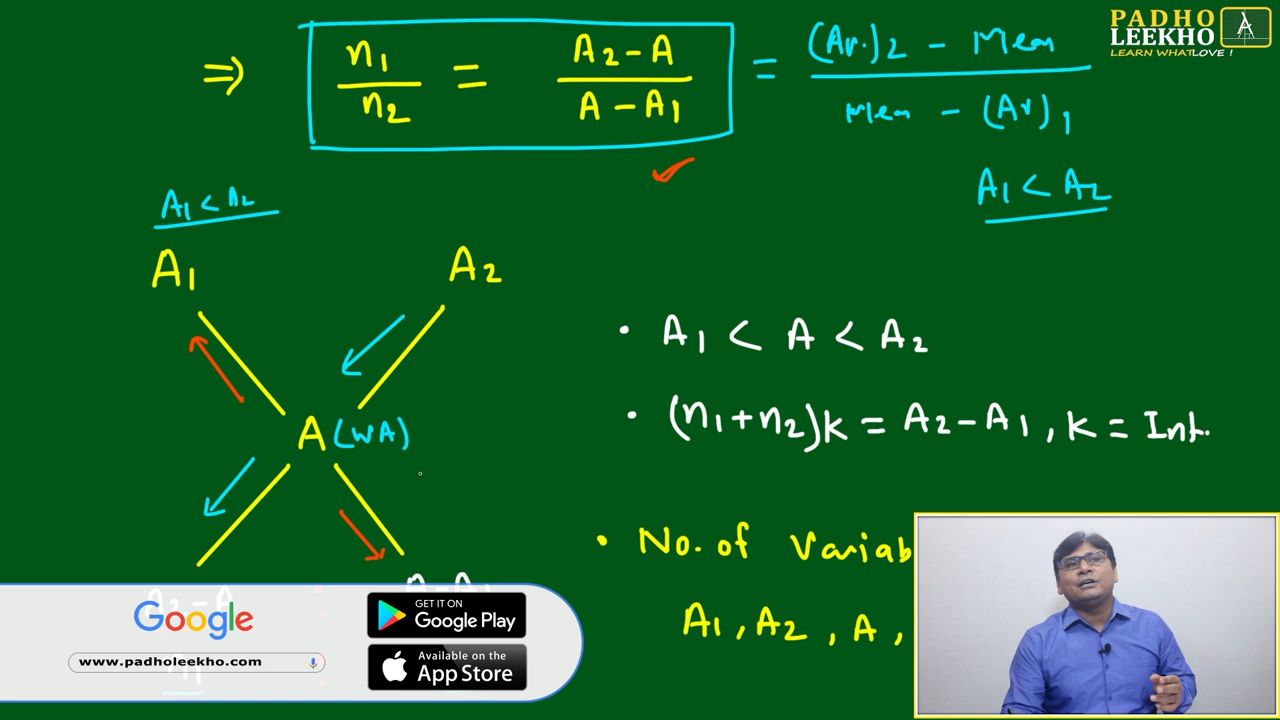 PADHO
LEEKHO
LEARN WHATLOVE !
⇒ n1/n2 = A2 - A / A - A1 = (Av.)2 - Mean / Mean - (Av)1
A1 < A2
A1 < A2
A1 A2
A (WA)
• A1 < A < A2
• (n1+n2)k = A2 - A1, k = Int.
• No. of Variab
A1, A2, A,
A2 - A
Google
www.padholeekho.com
GET IT ON
Google Play
Available on the
App Store